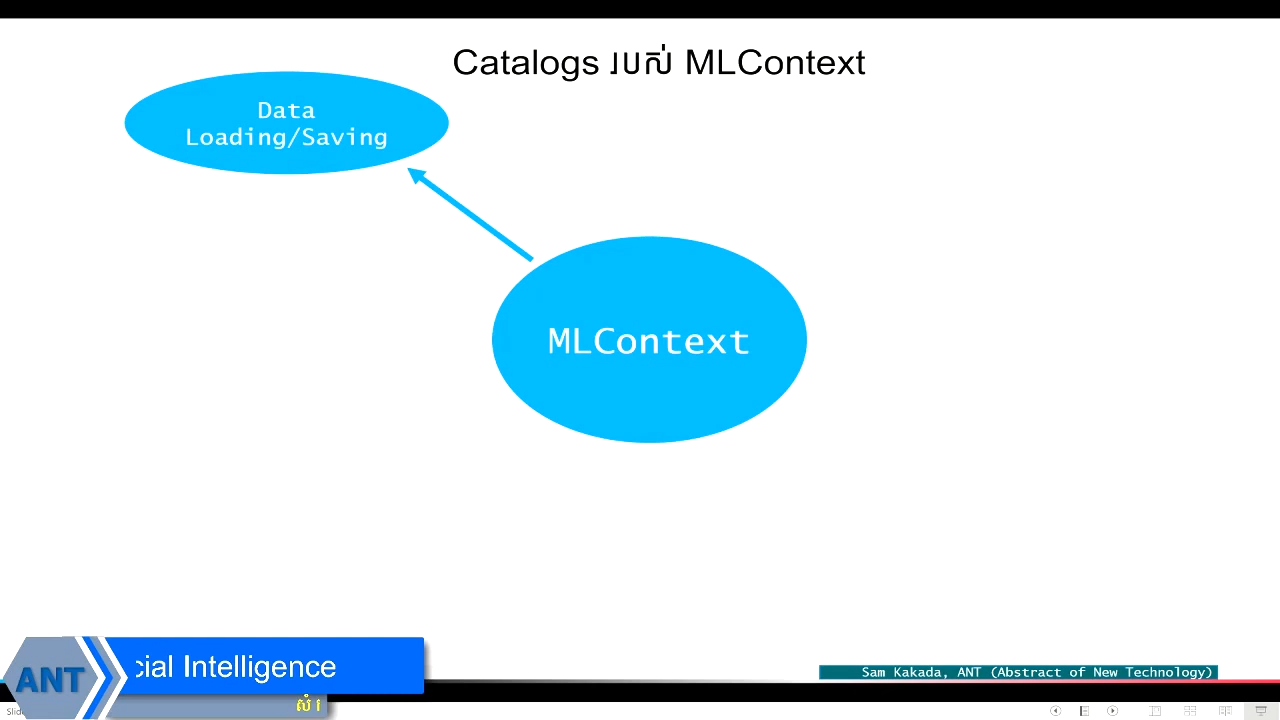 Catalogs របស់ MLContext
Data
Loading/Saving
MLContext
cial Intelligence
ANT
Sam Kakada, ANT (Abstract of New Technology)